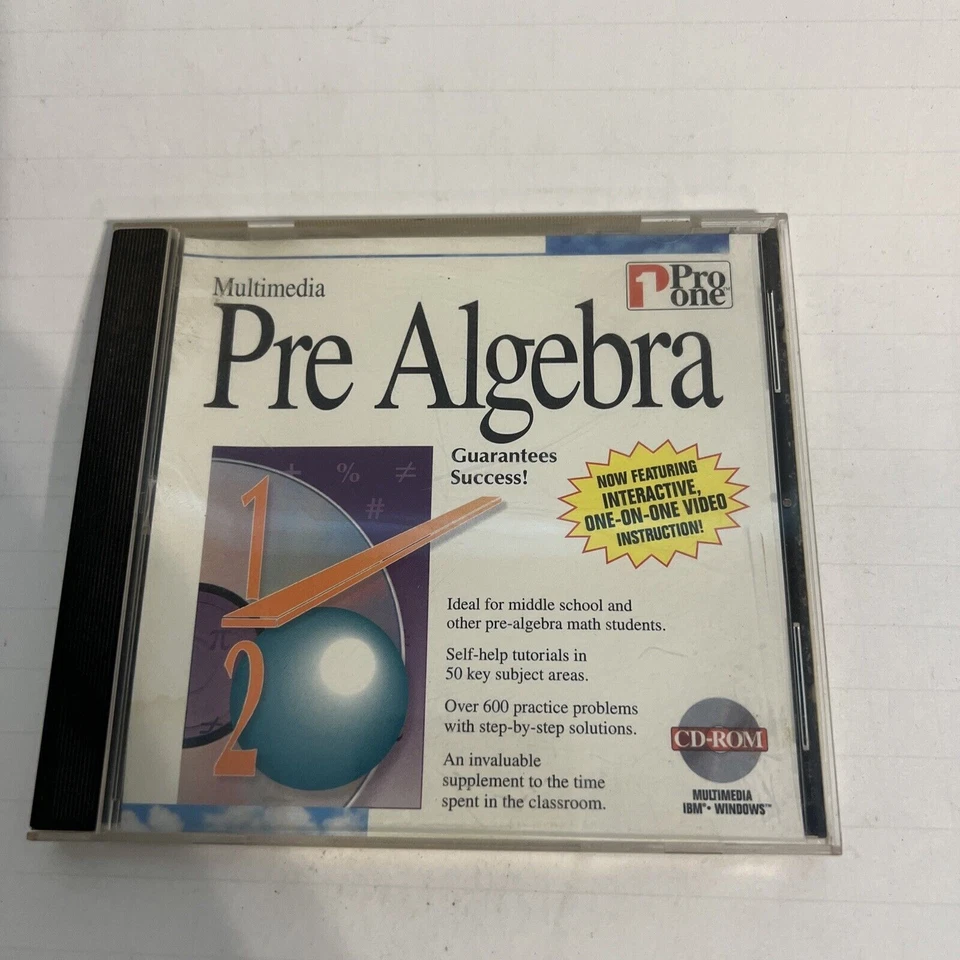 Multimedia
Pre Algebra
1 Pro
one™
Guarantees
Success!
NOW FEATURING
INTERACTIVE,
ONE-ON-ONE VIDEO
INSTRUCTION!
+ % ≠
#
1
π
2
≠
Ideal for middle school and
other pre-algebra math students.
Self-help tutorials in
50 key subject areas.
Over 600 practice problems
with step-by-step solutions.
An invaluable
supplement to the time
spent in the classroom.
CD-ROM
MULTIMEDIA
IBM® • WINDOWS™